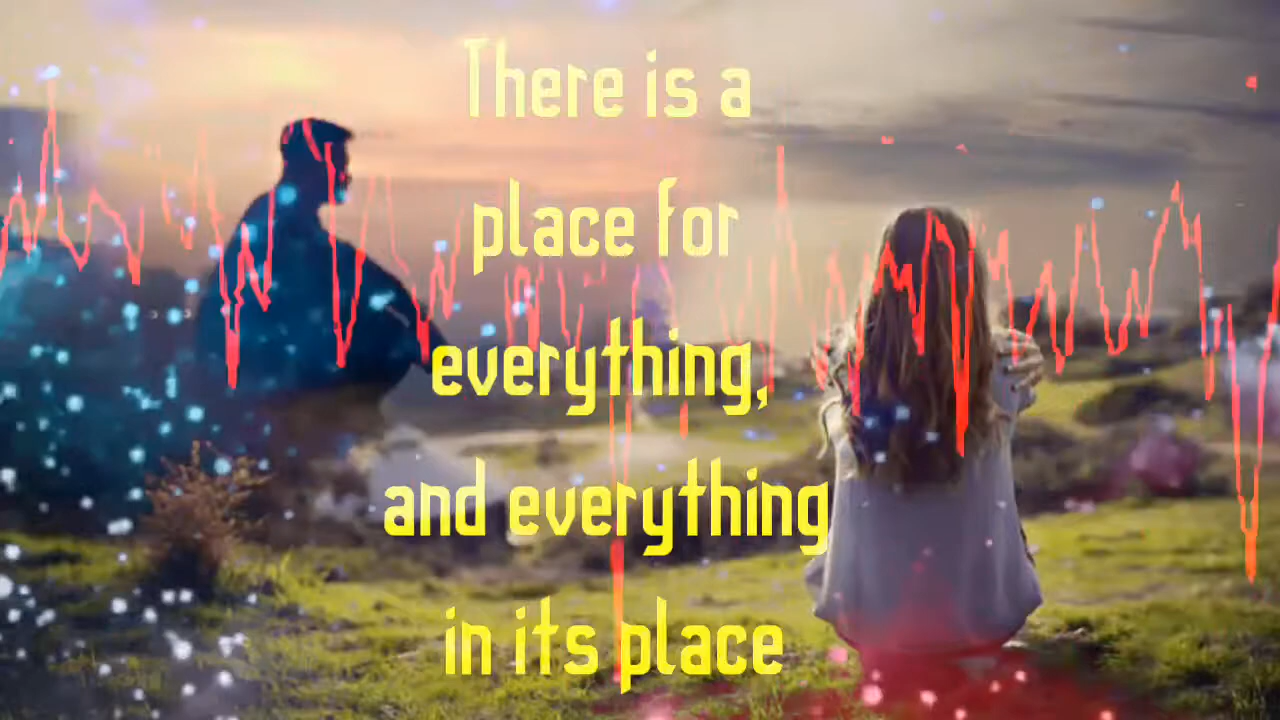 There is a
place for
everything,
and everything
in its place